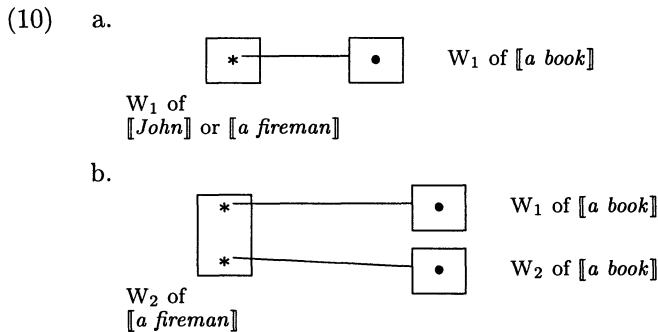 (10) a.
* • W₁ of ⟦a book⟧
W₁ of
⟦John⟧ or ⟦a fireman⟧
b.
* • W₁ of ⟦a book⟧
* • W₂ of ⟦a book⟧
W₂ of
⟦a fireman⟧